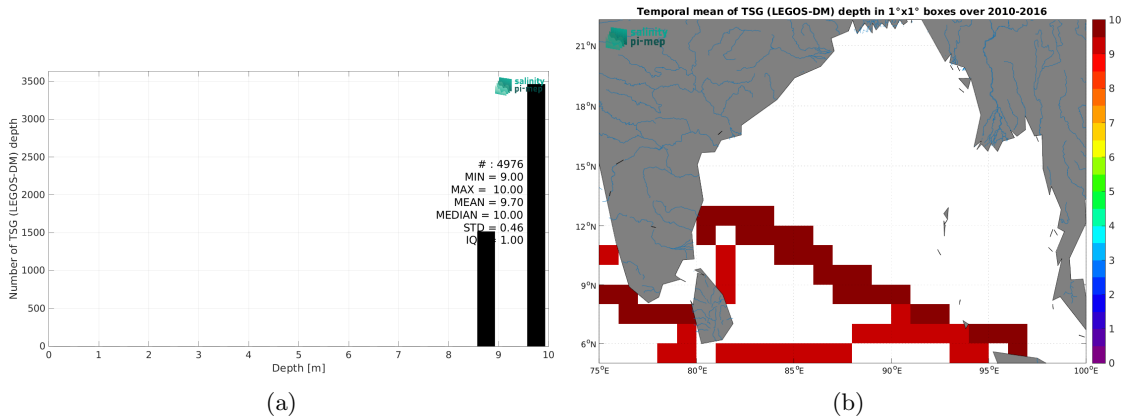 3500
3000
2500
2000
1500
1000
500
0
Number of TSG (LEGOS-DM) depth
salinity
pi-mep
# : 4976
MIN = 9.00
MAX = 10.00
MEAN = 9.70
MEDIAN = 10.00
STD = 0.46
= 1.00
0 1 2 3 4 5 6 7 8 9 10
Depth [m]
(a)
Temporal mean of TSG (LEGOS-DM) depth in 1°x1° boxes over 2010-2016
salinity
pi-mep
21°N
18°N
15°N
12°N
9°N
6°N
75°E 80°E 85°E 90°E 95°E 100°E
10
9
8
7
6
5
4
3
2
1
0
(b)